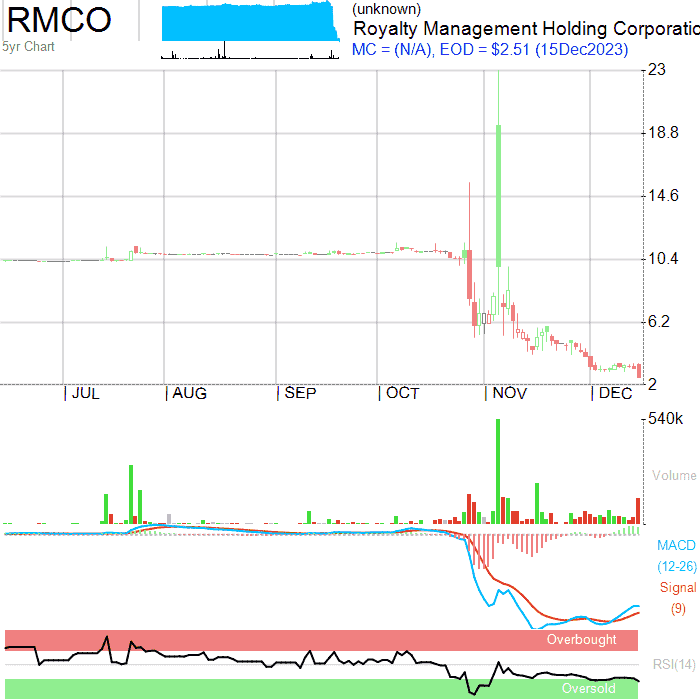 RMCO
5yr Chart
(unknown)
Royalty Management Holding Corporatio
MC = (N/A), EOD = $2.51 (15Dec2023)
23
18.8
14.6
10.4
6.2
2
JUL AUG SEP OCT NOV DEC
540k
Volume
MACD
(12-26)
Signal
(9)
Overbought
RSI(14)
Oversold